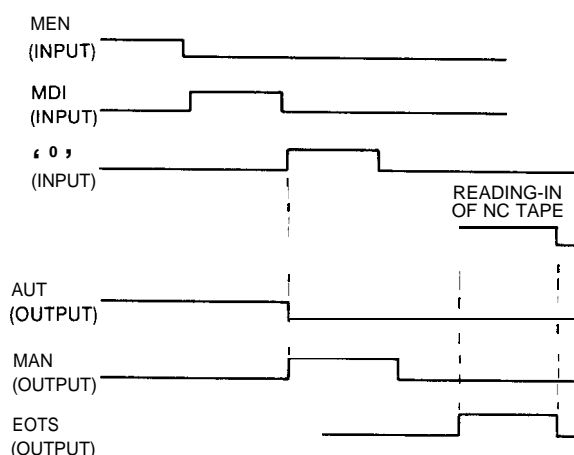 MEN
(INPUT)
MDI
(INPUT)
‘ 0 ’
(INPUT)
READING-IN
OF NC TAPE
AUT
(OUTPUT)
MAN
(OUTPUT)
EOTS
(OUTPUT)